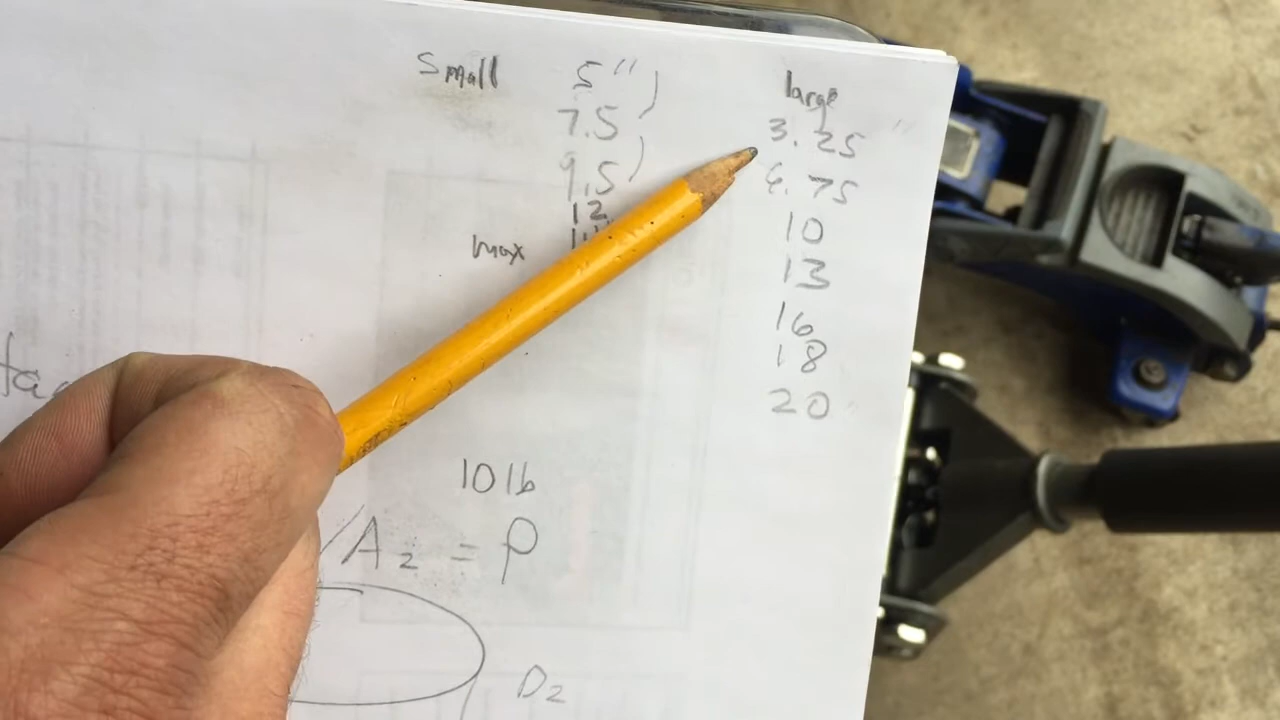 Small 5" large
7.5 3.25 "
9.5 6.75
12 10
max 13
16
18
20
10 lb
/A2 = P
D2